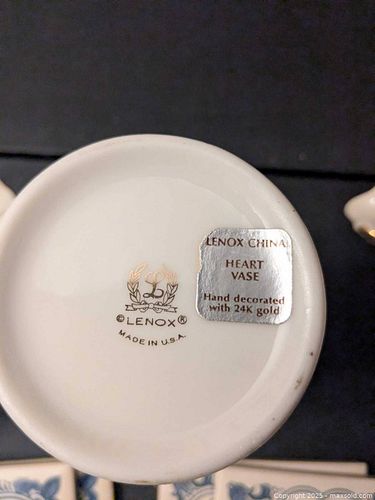 LENOX CHINA
HEART
VASE
Hand decorated
with 24K gold
L
©LENOX®
MADE IN U.S.A.
Copyright 2025 - maxsold.com